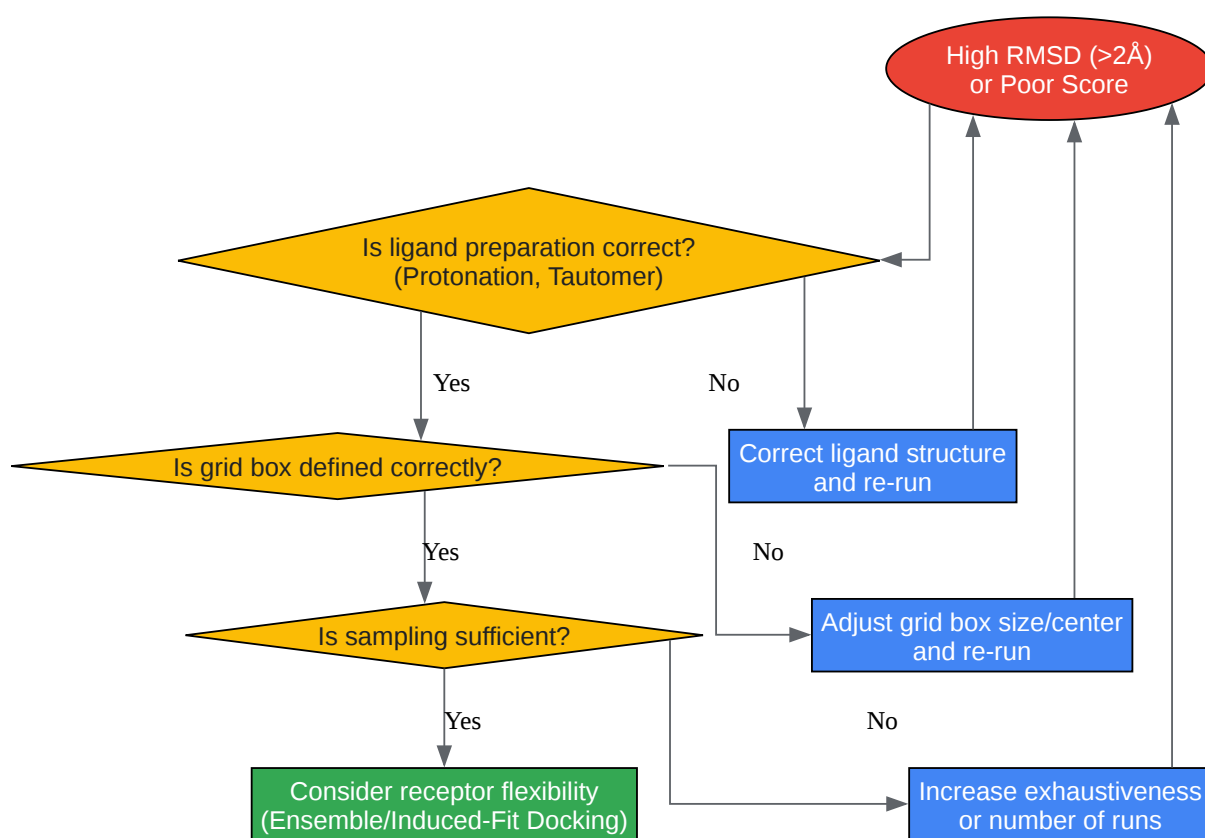 High RMSD (>2Å)
or Poor Score
Is ligand preparation correct?
(Protonation, Tautomer)
Yes
No
Correct ligand structure
and re-run
Is grid box defined correctly?
Yes
No
Adjust grid box size/center
and re-run
Is sampling sufficient?
Yes
No
Consider receptor flexibility
(Ensemble/Induced-Fit Docking)
Increase exhaustiveness
or number of runs